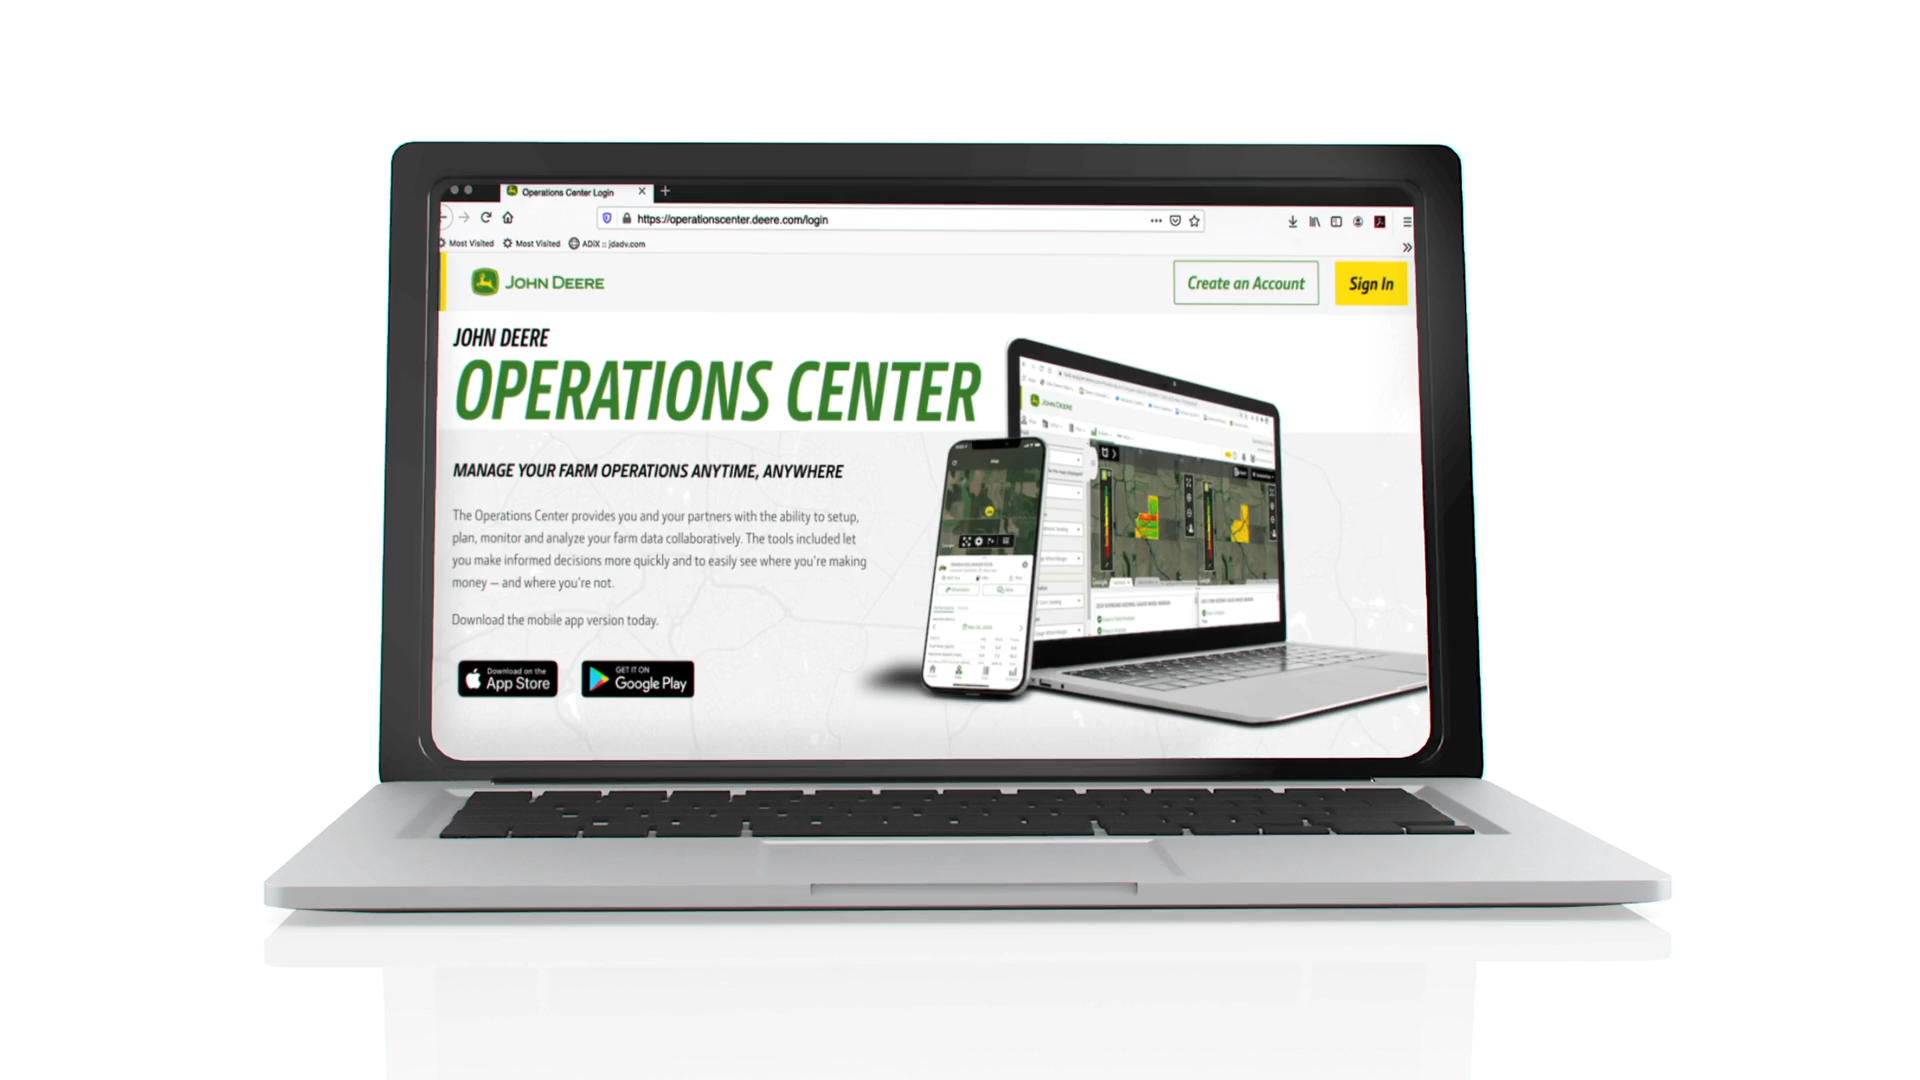 Operations Center Login
https://operationscenter.deere.com/login
Most Visited
Most Visited
ADiX :: jdadv.com
JOHN DEERE
Create an Account
Sign In
JOHN DEERE
OPERATIONS CENTER
MANAGE YOUR FARM OPERATIONS ANYTIME, ANYWHERE
The Operations Center provides you and your partners with the ability to setup,
plan, monitor and analyze your farm data collaboratively. The tools included let
you make informed decisions more quickly and to easily see where you're making
money – and where you're not.
Download the mobile app version today.
Download on the
App Store
GET IT ON
Google Play
JOHN DEERE